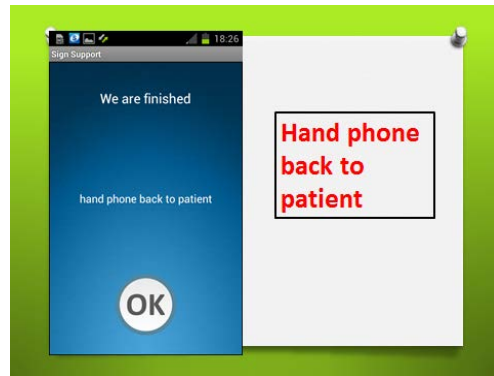 18:26
Sign Support
We are finished
hand phone back to patient
OK
Hand phone
back to
patient